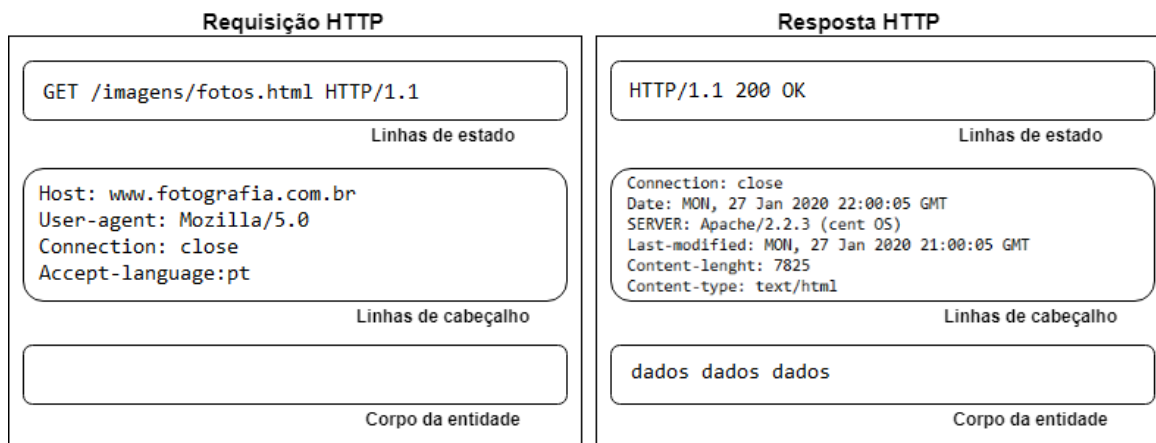 Requisição HTTP
GET /imagens/fotos.html HTTP/1.1
Linhas de estado
Host: www.fotografia.com.br
User-agent: Mozilla/5.0
Connection: close
Accept-language:pt
Linhas de cabeçalho
Corpo da entidade
Resposta HTTP
HTTP/1.1 200 OK
Linhas de estado
Connection: close
Date: MON, 27 Jan 2020 22:00:05 GMT
SERVER: Apache/2.2.3 (cent OS)
Last-modified: MON, 27 Jan 2020 21:00:05 GMT
Content-lenght: 7825
Content-type: text/html
Linhas de cabeçalho
dados dados dados
Corpo da entidade